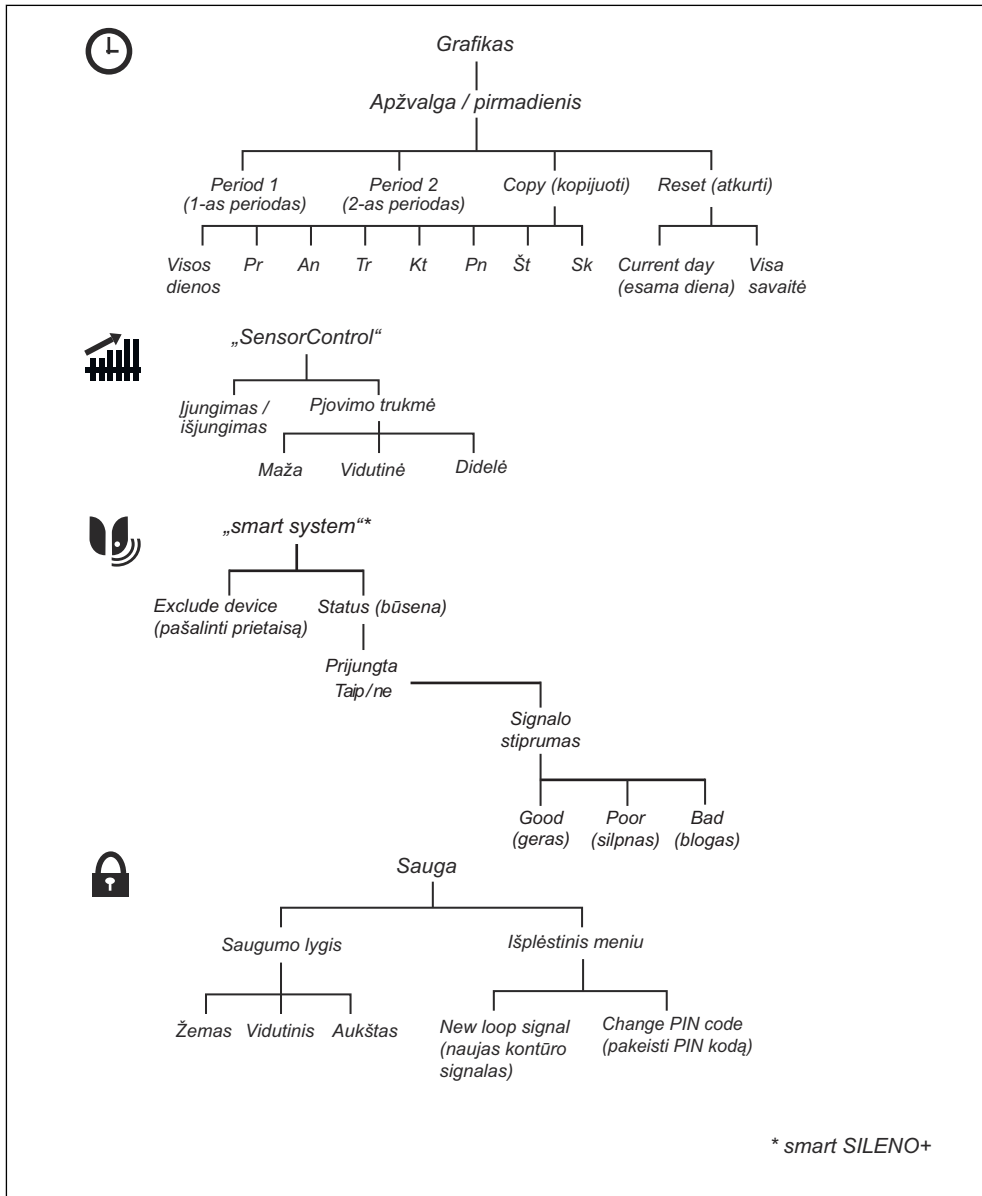 Grafikas
Apžvalga / pirmadienis
Period 1
(1-as periodas)
Period 2
(2-as periodas)
Copy (kopijuoti)
Reset (atkurti)
Visos
dienos
Pr
An
Tr
Kt
Pn
Št
Sk
Current day
(esama diena)
Visa
savaitė
„SensorControl“
Įjungimas /
išjungimas
Pjovimo trukmė
Maža
Vidutinė
Didelė
„smart system“*
Exclude device
(pašalinti prietaisą)
Status (būsena)
Prijungta
Taip/ne
Signalo
stiprumas
Good
(geras)
Poor
(silpnas)
Bad
(blogas)
Sauga
Saugumo lygis
Išplėstinis meniu
Žemas
Vidutinis
Aukštas
New loop signal
(naujas kontūro
signalas)
Change PIN code
(pakeisti PIN kodą)
* smart SILENO+